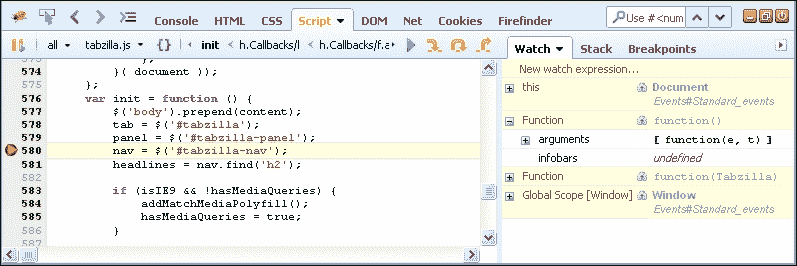 Console HTML CSS Script DOM Net Cookies Firefinder
Use #<num
all tabzilla.js {} init h.Callbacks/l h.Callbacks/f.a
Watch Stack Breakpoints
573 };
574 }( document ));
575 };
576 var init = function () {
577 $('body').prepend(content);
578 tab = $('#tabzilla');
579 panel = $('#tabzilla-panel');
580 nav = $('#tabzilla-nav');
581 headlines = nav.find('h2');
582
583 if (isIE9 && !hasMediaQueries) {
584 addMatchMediaPolyfill();
585 hasMediaQueries = true;
586 }
587
New watch expression...
this Document
Events#Standard_events
Function function()
arguments [ function(e, t) ]
infobars undefined
Function function(Tabzilla)
Global Scope [Window] Window
Events#Standard_events